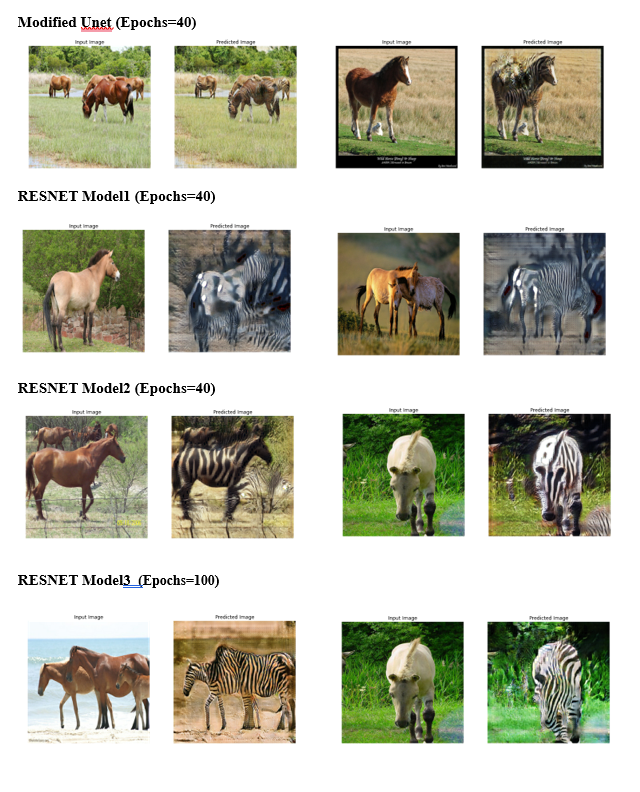 Modified Unet (Epochs=40)
Input Image Predicted Image Input Image Predicted Image
RESNET Model1 (Epochs=40)
Input Image Predicted Image Input Image Predicted Image
RESNET Model2 (Epochs=40)
Input Image Predicted Image Input Image Predicted Image
RESNET Model3 (Epochs=100)
Input Image Predicted Image Input Image Predicted Image